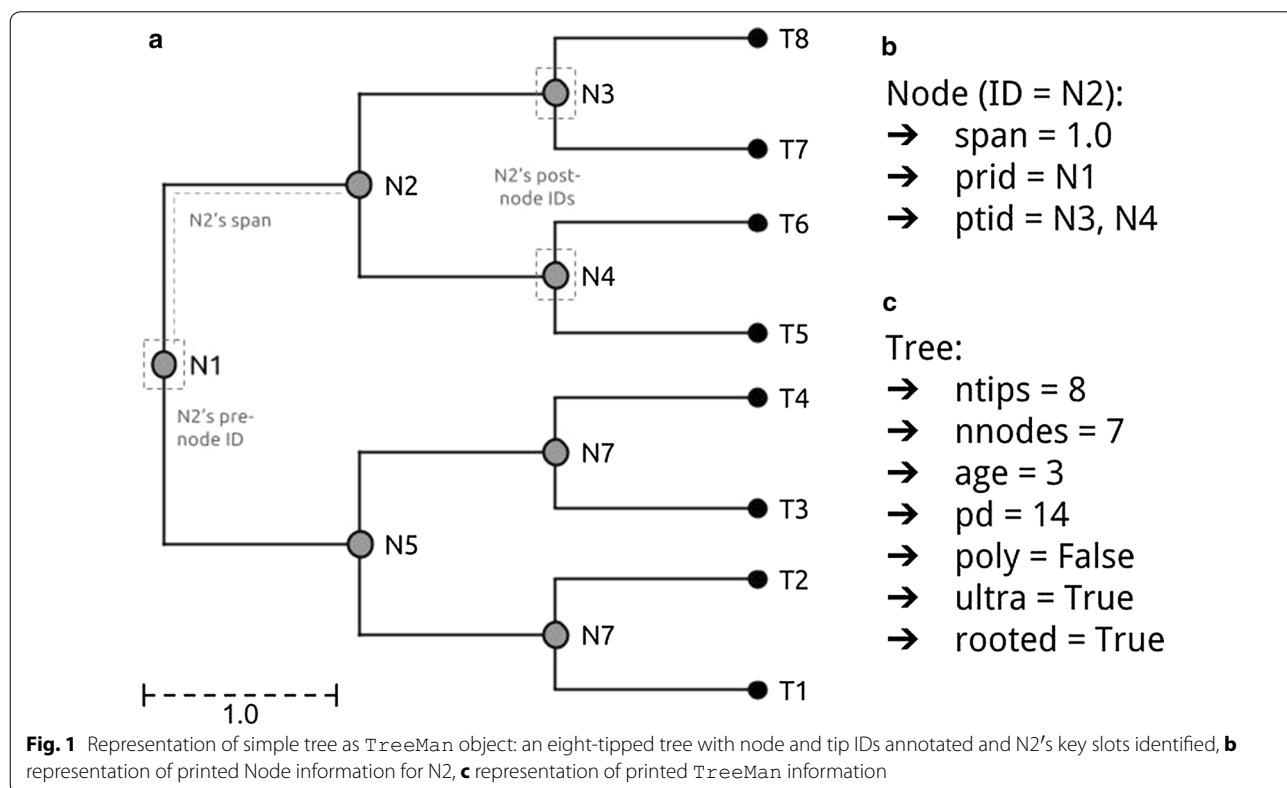 a
T8
N3
T7
N2
N2's post-
node IDs
N2's span
T6
N4
T5
N1
N2's pre-
node ID
T4
N7
T3
N5
T2
N7
T1
1.0
b
Node (ID = N2):
➔ span = 1.0
➔ prid = N1
➔ ptid = N3, N4
c
Tree:
➔ ntips = 8
➔ nnodes = 7
➔ age = 3
➔ pd = 14
➔ poly = False
➔ ultra = True
➔ rooted = True
Fig. 1 Representation of simple tree as TreeMan object: an eight-tipped tree with node and tip IDs annotated and N2′s key slots identified, b
representation of printed Node information for N2, c representation of printed TreeMan information